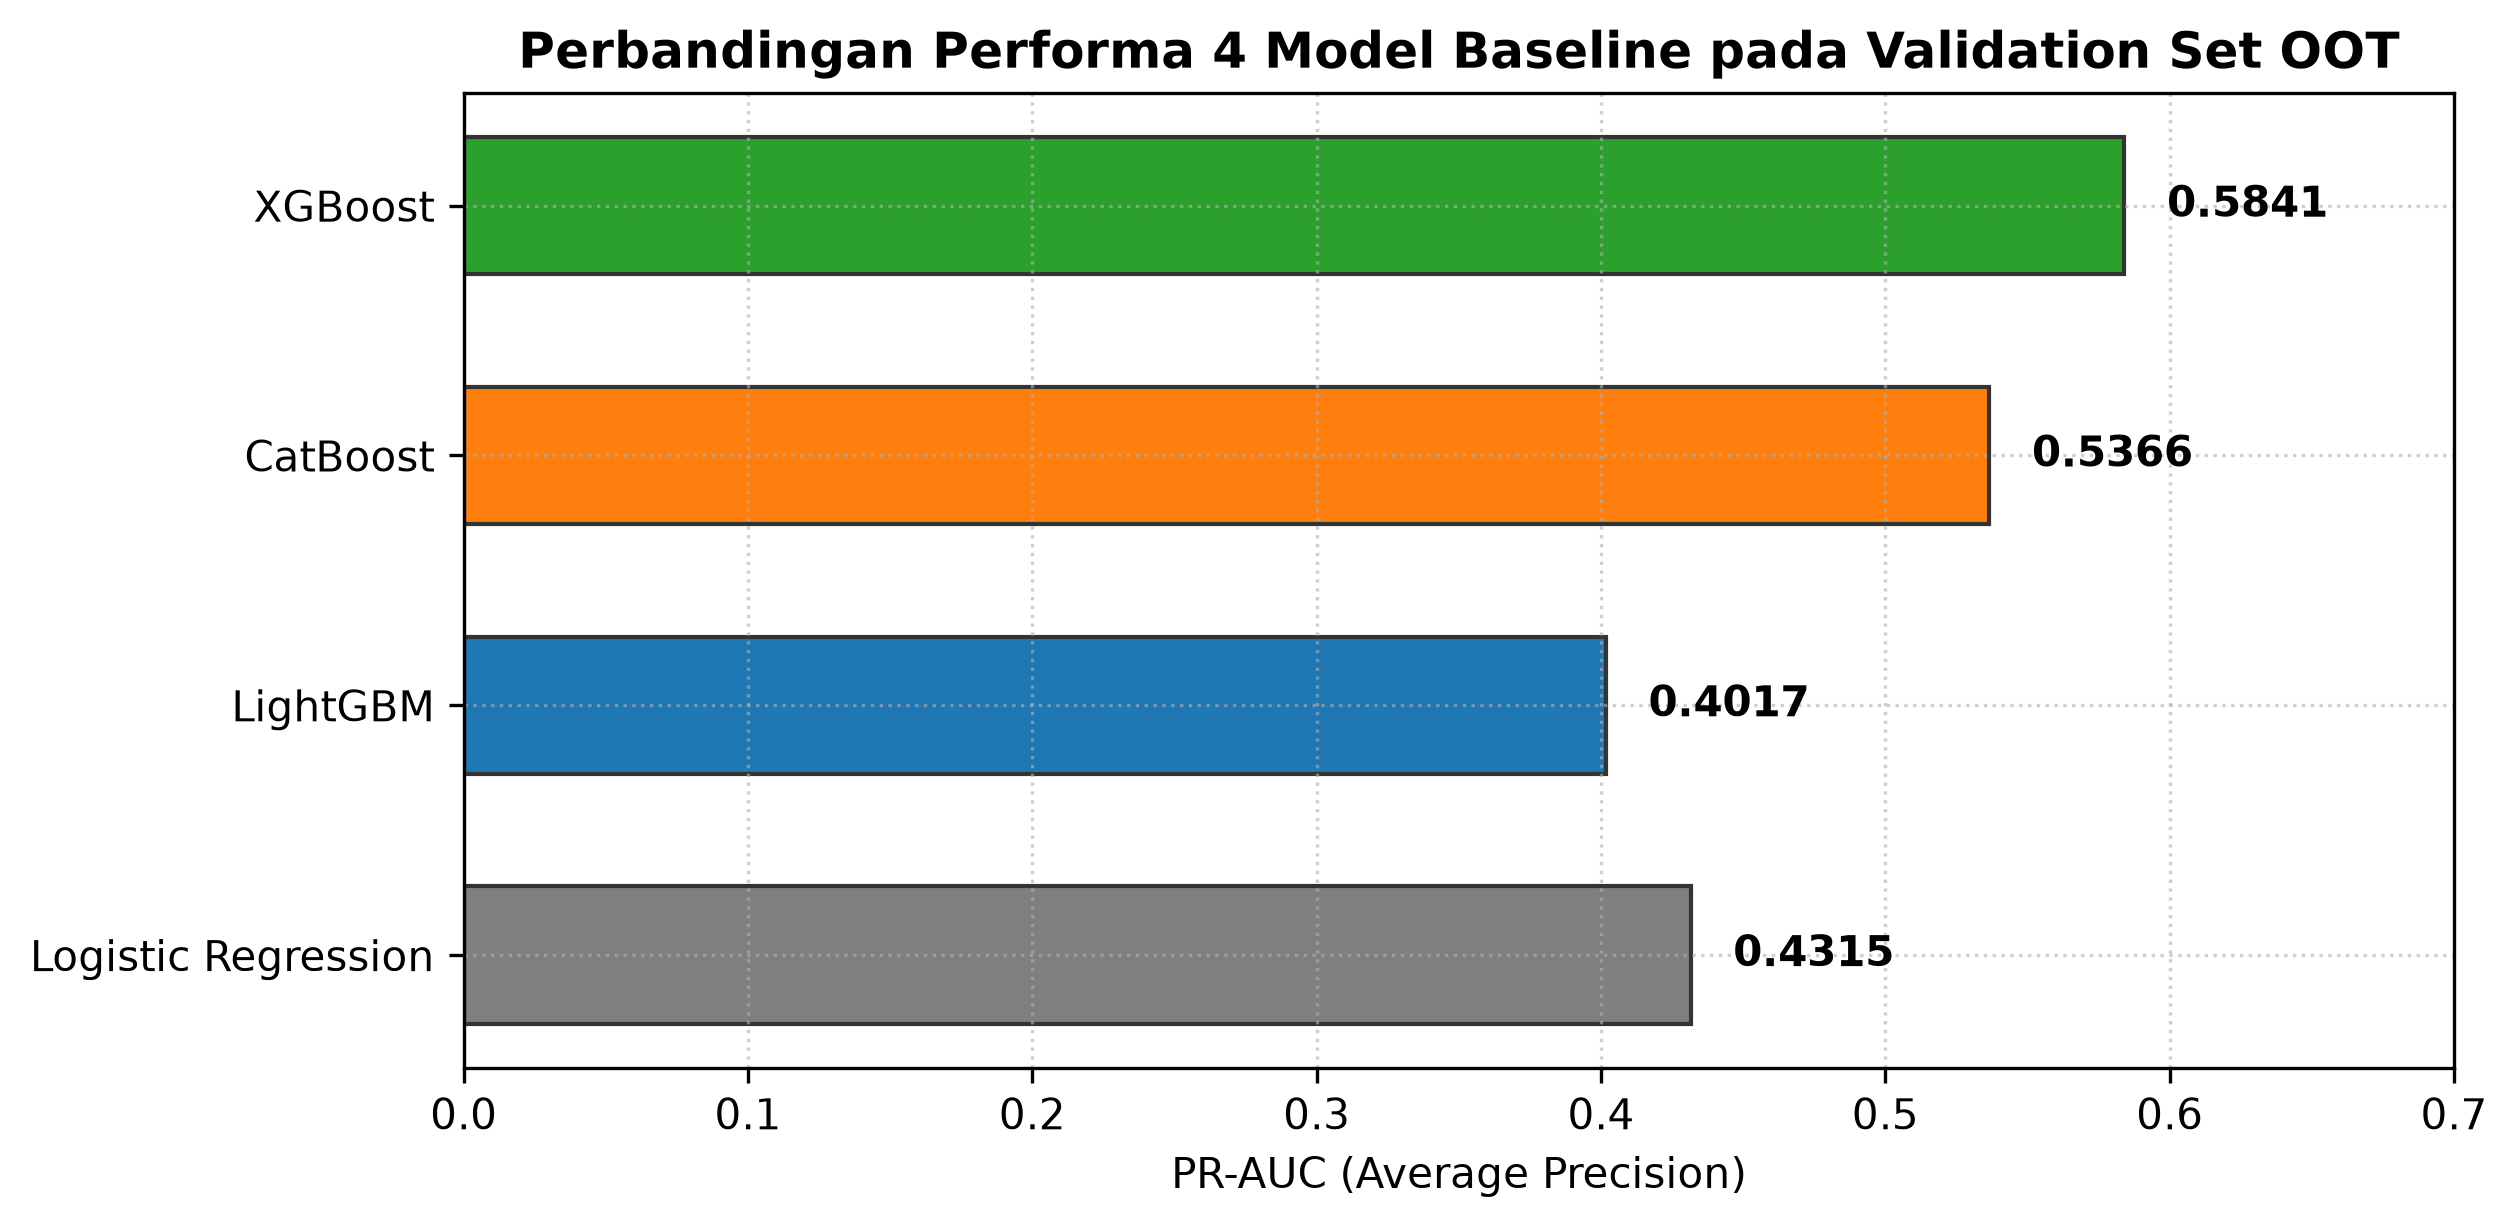 Perbandingan Performa 4 Model Baseline pada Validation Set OOT
XGBoost
0.5841
CatBoost
0.5366
LightGBM
0.4017
Logistic Regression
0.4315
0.0 0.1 0.2 0.3 0.4 0.5 0.6 0.7
PR-AUC (Average Precision)